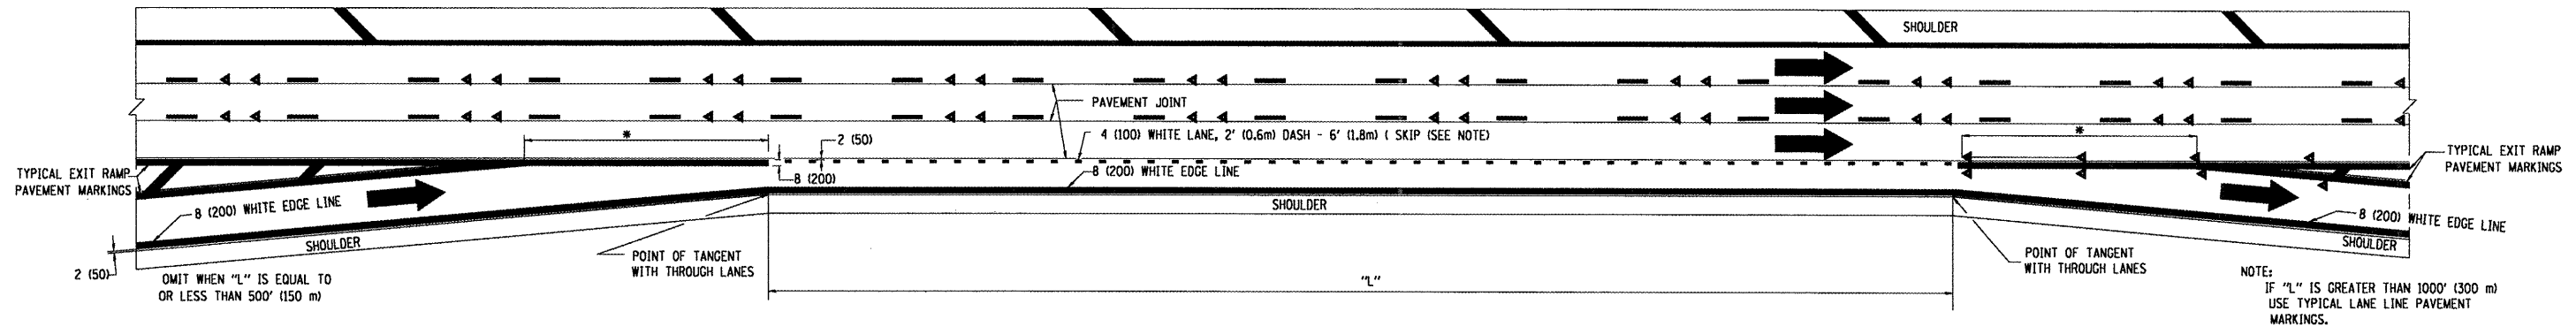 SHOULDER
PAVEMENT JOINT
*
4 (100) WHITE LANE, 2' (0.6m) DASH - 6' (1.8m) ( SKIP (SEE NOTE)
*
2 (50)
TYPICAL EXIT RAMP
PAVEMENT MARKINGS
8 (200)
8 (200) WHITE EDGE LINE
TYPICAL EXIT RAMP
PAVEMENT MARKINGS
8 (200) WHITE EDGE LINE
SHOULDER
8 (200) WHITE EDGE LINE
SHOULDER
SHOULDER
2 (50)
OMIT WHEN "L" IS EQUAL TO
OR LESS THAN 500' (150 m)
POINT OF TANGENT
WITH THROUGH LANES
"L"
POINT OF TANGENT
WITH THROUGH LANES
NOTE:
IF "L" IS GREATER THAN 1000' (300 m)
USE TYPICAL LANE LINE PAVEMENT
MARKINGS.